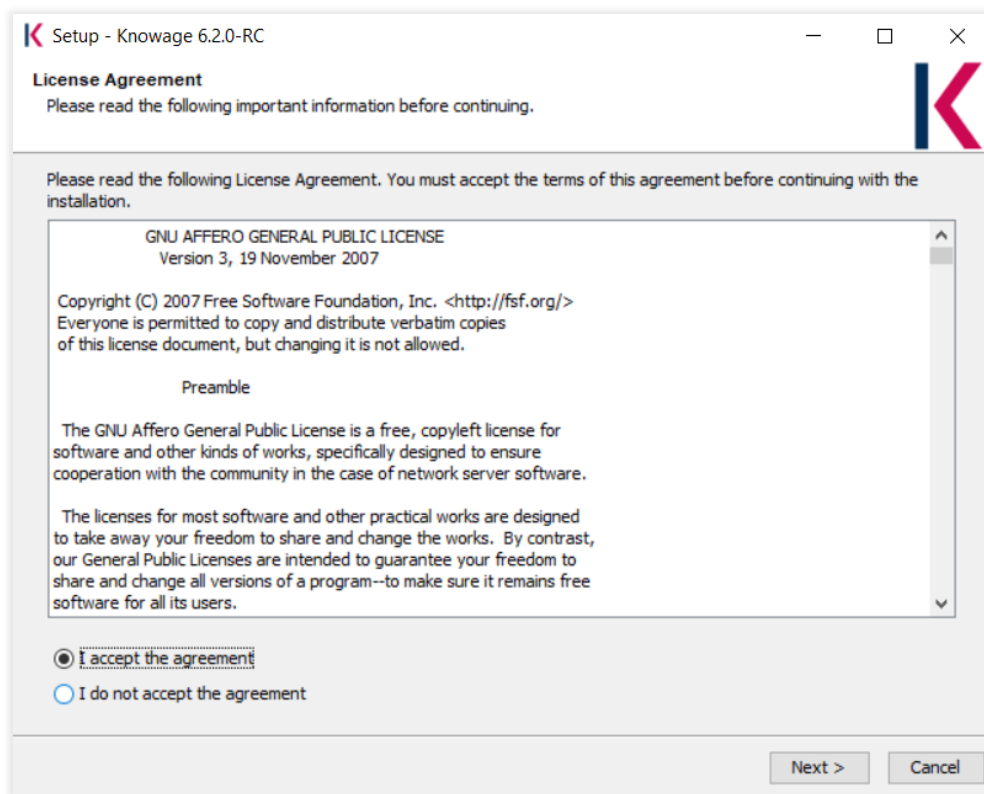 Setup - Knowage 6.2.0-RC
License Agreement
Please read the following important information before continuing.
Please read the following License Agreement. You must accept the terms of this agreement before continuing with the
installation.
GNU AFFERO GENERAL PUBLIC LICENSE
Version 3, 19 November 2007
Copyright (C) 2007 Free Software Foundation, Inc. <http://fsf.org/>
Everyone is permitted to copy and distribute verbatim copies
of this license document, but changing it is not allowed.
Preamble
The GNU Affero General Public License is a free, copyleft license for
software and other kinds of works, specifically designed to ensure
cooperation with the community in the case of network server software.
The licenses for most software and other practical works are designed
to take away your freedom to share and change the works.  By contrast,
our General Public Licenses are intended to guarantee your freedom to
share and change all versions of a program--to make sure it remains free
software for all its users.
I accept the agreement
I do not accept the agreement
Next >
Cancel